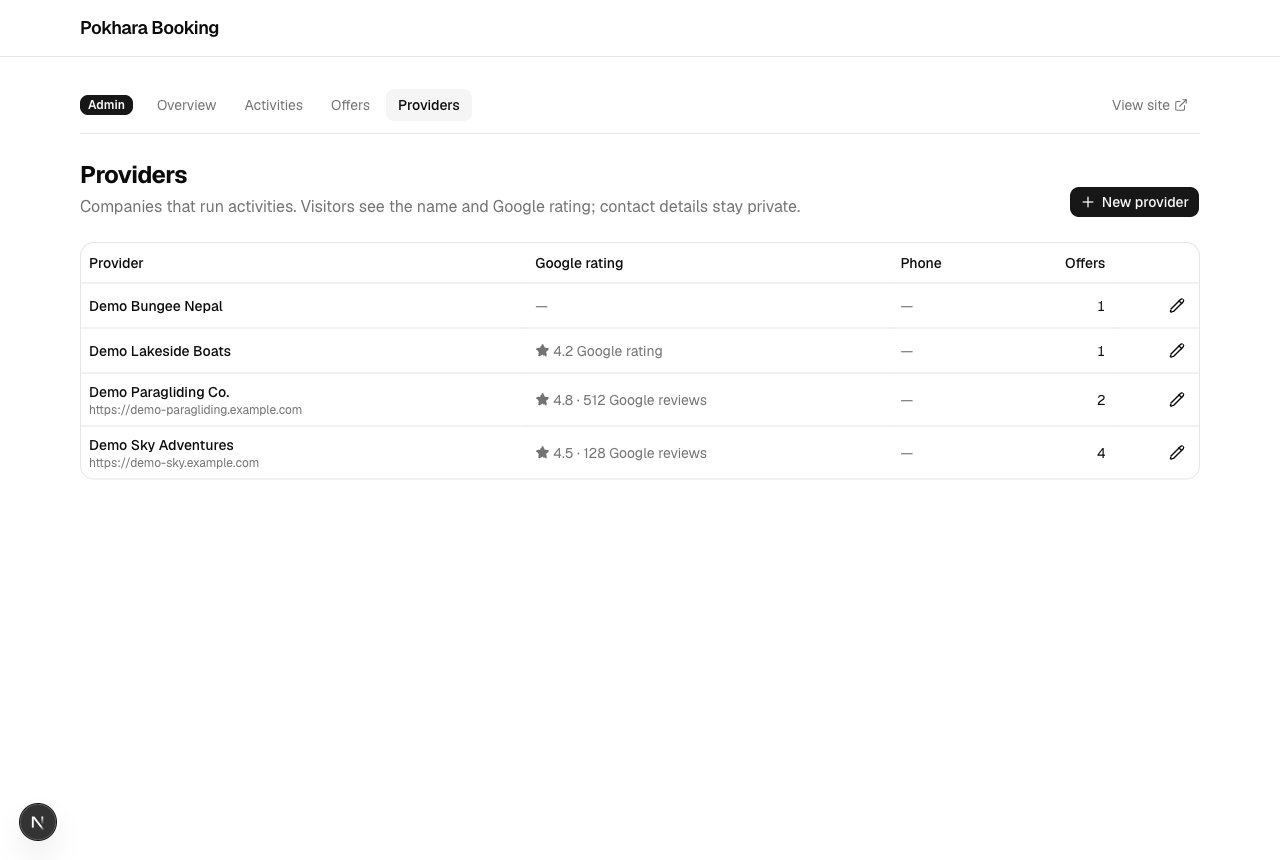 Pokhara Booking
Admin Overview Activities Offers Providers View site
Providers
Companies that run activities. Visitors see the name and Google rating; contact details stay private.
New provider
Provider Google rating Phone Offers
Demo Bungee Nepal — — 1
Demo Lakeside Boats 4.2 Google rating — 1
Demo Paragliding Co.
https://demo-paragliding.example.com
4.8 · 512 Google reviews — 2
Demo Sky Adventures
https://demo-sky.example.com
4.5 · 128 Google reviews — 4
N